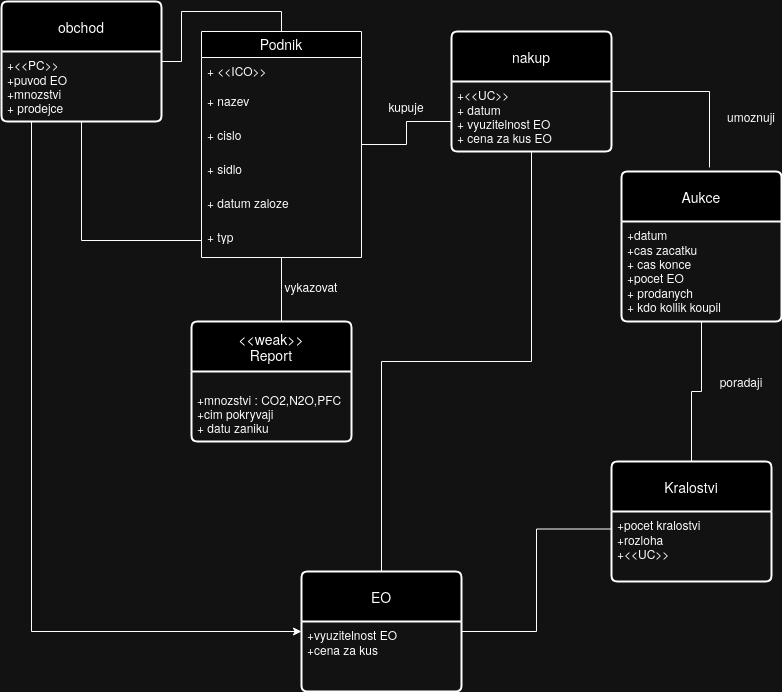 obchod
+<<PC>>
+puvod EO
+mnozstvi
+ prodejce
Podnik
+ <<ICO>>
+ nazev
+ cislo
+ sidlo
+ datum zaloze
+ typ
kupuje
nakup
+<<UC>>
+ datum
+ vyuzitelnost EO
+ cena za kus EO
umoznuji
Aukce
+datum
+cas zacatku
+ cas konce
+pocet EO
+ prodanych
+ kdo kollik koupil
vykazovat
<<weak>>
Report
+mnozstvi : CO2,N2O,PFC
+cim pokryvaji
+ datu zaniku
poradaji
Kralostvi
+pocet kralostvi
+rozloha
+<<UC>>
EO
+vyuzitelnost EO
+cena za kus